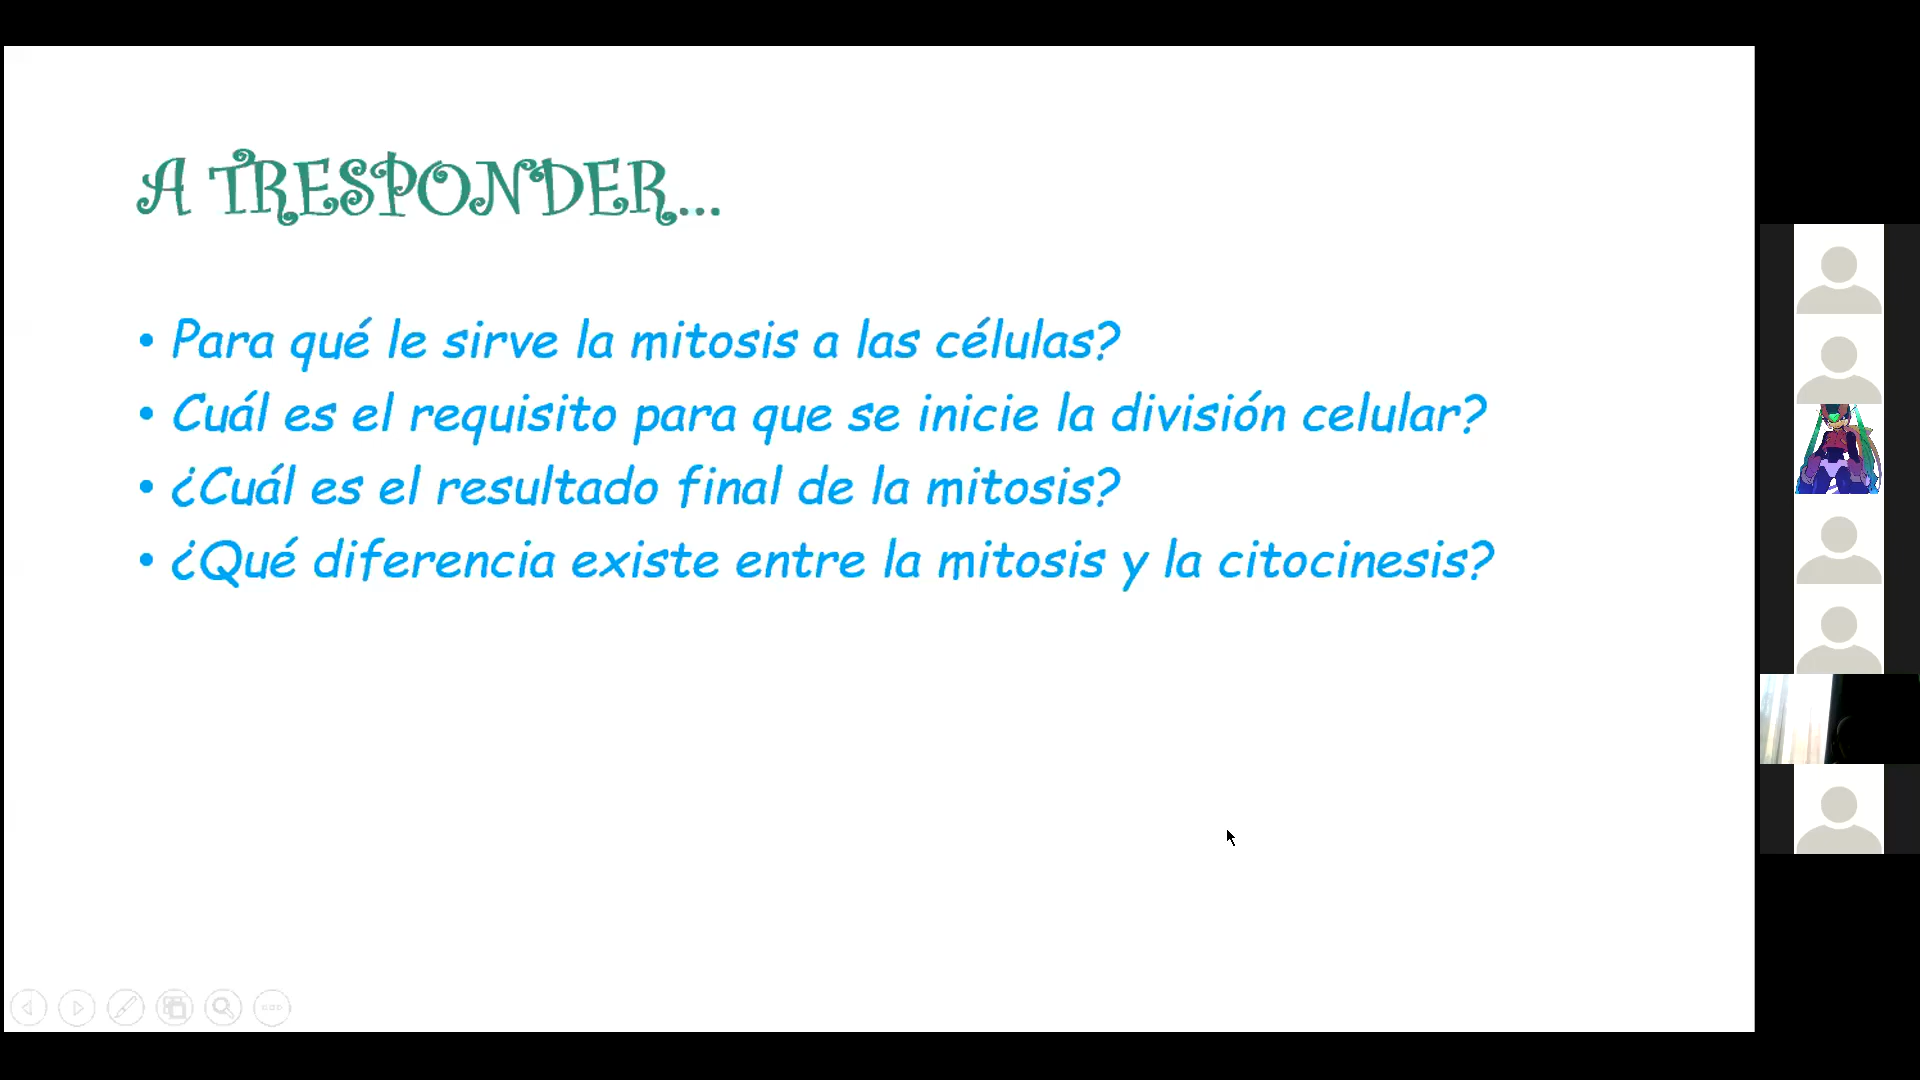 A TRESPONDER...
• Para qué le sirve la mitosis a las células?
• Cuál es el requisito para que se inicie la división celular?
• ¿Cuál es el resultado final de la mitosis?
• ¿Qué diferencia existe entre la mitosis y la citocinesis?